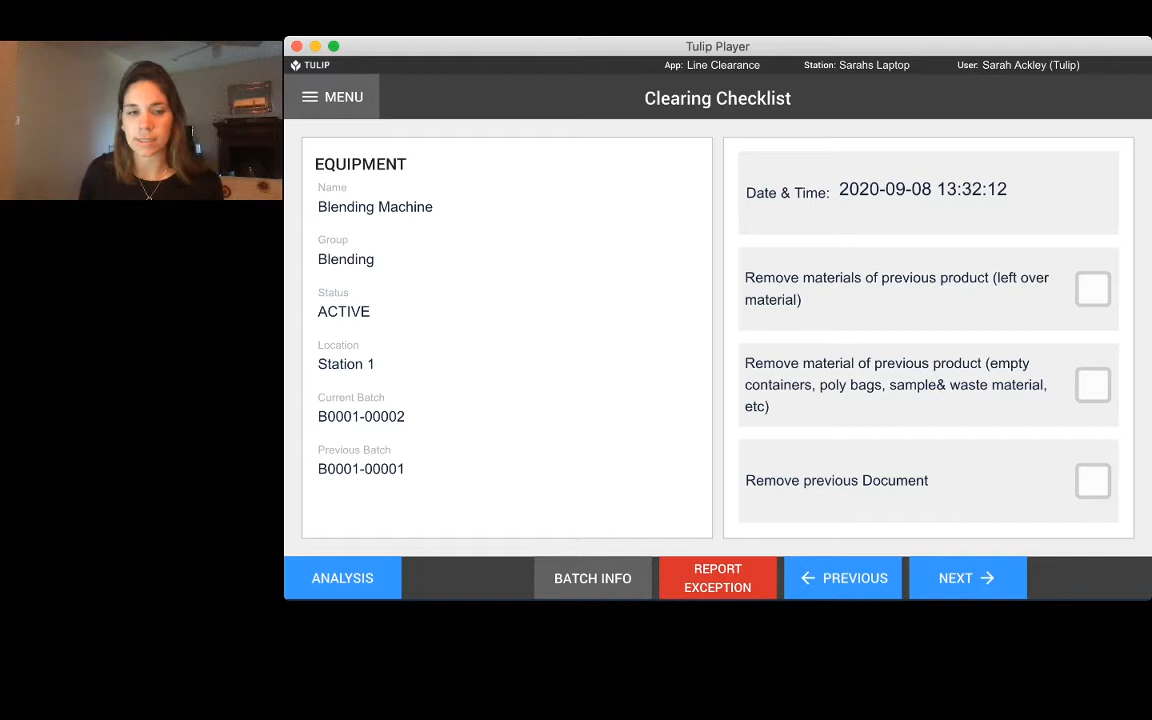 Tulip Player
TULIP
App: Line Clearance
Station: Sarahs Laptop
User: Sarah Ackley (Tulip)
MENU
Clearing Checklist
EQUIPMENT
Name
Blending Machine
Group
Blending
Status
ACTIVE
Location
Station 1
Current Batch
B0001-00002
Previous Batch
B0001-00001
Date & Time: 2020-09-08 13:32:12
Remove materials of previous product (left over
material)
Remove material of previous product (empty
containers, poly bags, sample& waste material,
etc)
Remove previous Document
ANALYSIS
BATCH INFO
REPORT
EXCEPTION
PREVIOUS
NEXT